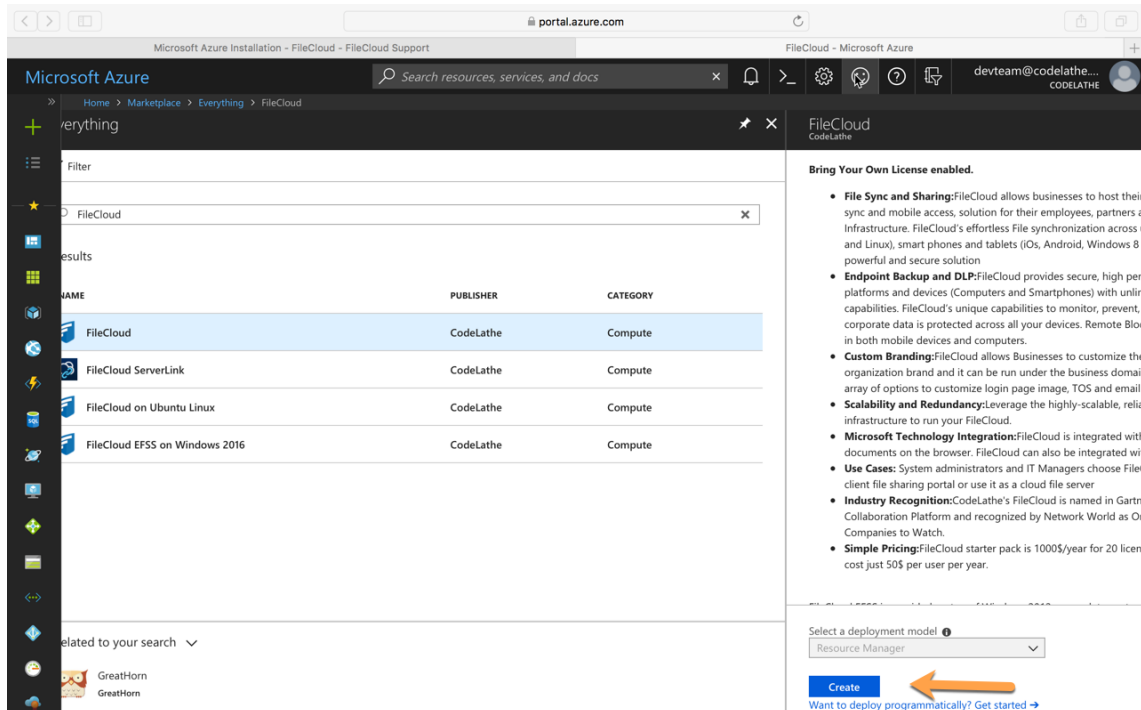 portal.azure.com
Microsoft Azure Installation - FileCloud - FileCloud Support
FileCloud - Microsoft Azure
Microsoft Azure
Search resources, services, and docs
devteam@codelathe....
CODELATHE
Home > Marketplace > Everything > FileCloud
verything
Filter
FileCloud
esults
NAME PUBLISHER CATEGORY
FileCloud CodeLathe Compute
FileCloud ServerLink CodeLathe Compute
FileCloud on Ubuntu Linux CodeLathe Compute
FileCloud EFSS on Windows 2016 CodeLathe Compute
elated to your search
GreatHorn
GreatHorn
FileCloud
CodeLathe
Bring Your Own License enabled.
File Sync and Sharing:FileCloud allows businesses to host their
sync and mobile access, solution for their employees, partners a
Infrastructure. FileCloud's effortless File synchronization across
and Linux), smart phones and tablets (iOs, Android, Windows 8
powerful and secure solution
Endpoint Backup and DLP:FileCloud provides secure, high per
platforms and devices (Computers and Smartphones) with unlin
capabilities. FileCloud's unique capabilities to monitor, prevent,
corporate data is protected across all your devices. Remote Blo
in both mobile devices and computers.
Custom Branding:FileCloud allows Businesses to customize the
organization brand and it can be run under the business domai
array of options to customize login page image, TOS and email
Scalability and Redundancy:Leverage the highly-scalable, relia
infrastructure to run your FileCloud.
Microsoft Technology Integration:FileCloud is integrated with
documents on the browser. FileCloud can also be integrated wi
Use Cases: System administrators and IT Managers choose File
client file sharing portal or use it as a cloud file server
Industry Recognition:CodeLathe's FileCloud is named in Gartn
Collaboration Platform and recognized by Network World as O
Companies to Watch.
Simple Pricing:FileCloud starter pack is 1000$/year for 20 licen
cost just 50$ per user per year.
Select a deployment model
Resource Manager
Create
Want to deploy programmatically? Get started →